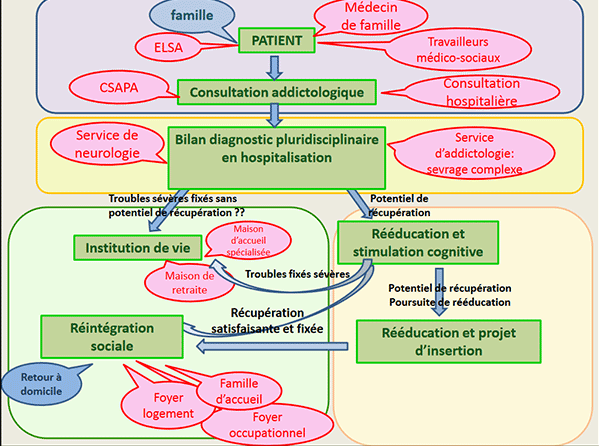 famille
Médecin
de famille
PATIENT
ELSA
Travailleurs
médico-sociaux
CSAPA
Consultation addictologique
Consultation
hospitalière
Service de
neurologie
Bilan diagnostic pluridisciplinaire
en hospitalisation
Service
d’addictologie:
sevrage complexe
Troubles sévères fixés sans
potentiel de récupération ??
Potentiel de
récupération
Institution de vie
Maison
d’accueil
spécialisée
Maison de
retraite
Rééducation et
stimulation cognitive
Troubles fixés sévères
Potentiel de récupération
Poursuite de rééducation
Récupération
satisfaisante et fixée
Réintégration
sociale
Rééducation et projet
d’insertion
Retour à
domicile
Foyer
logement
Famille
d’accueil
Foyer
occupationnel